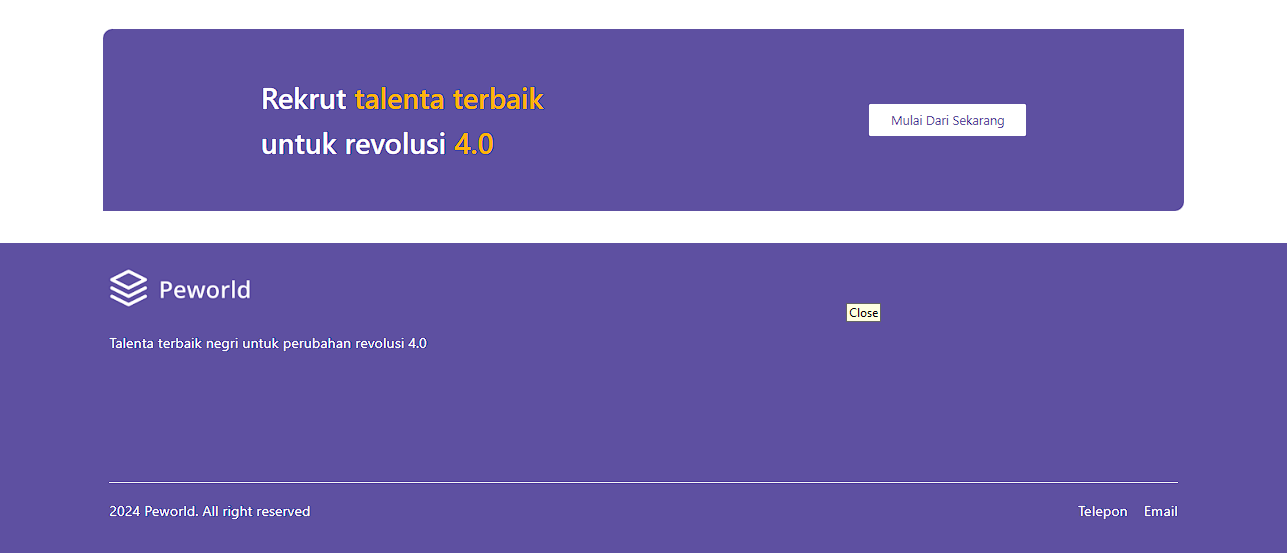 Rekrut talenta terbaik
untuk revolusi 4.0
Mulai Dari Sekarang
Peworld
Close
Talenta terbaik negri untuk perubahan revolusi 4.0
2024 Peworld. All right reserved
Telepon Email